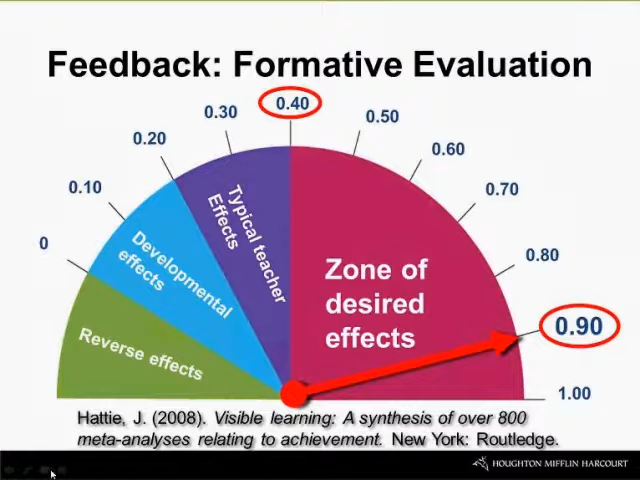 Feedback: Formative Evaluation
0
0.10
0.20
0.30
0.40
0.50
0.60
0.70
0.80
0.90
1.00
Reverse effects
Developmental
effects
Typical teacher
Effects
Zone of
desired
effects
Hattie, J. (2008). Visible learning: A synthesis of over 800
meta-analyses relating to achievement. New York: Routledge.
HOUGHTON MIFFLIN HARCOURT